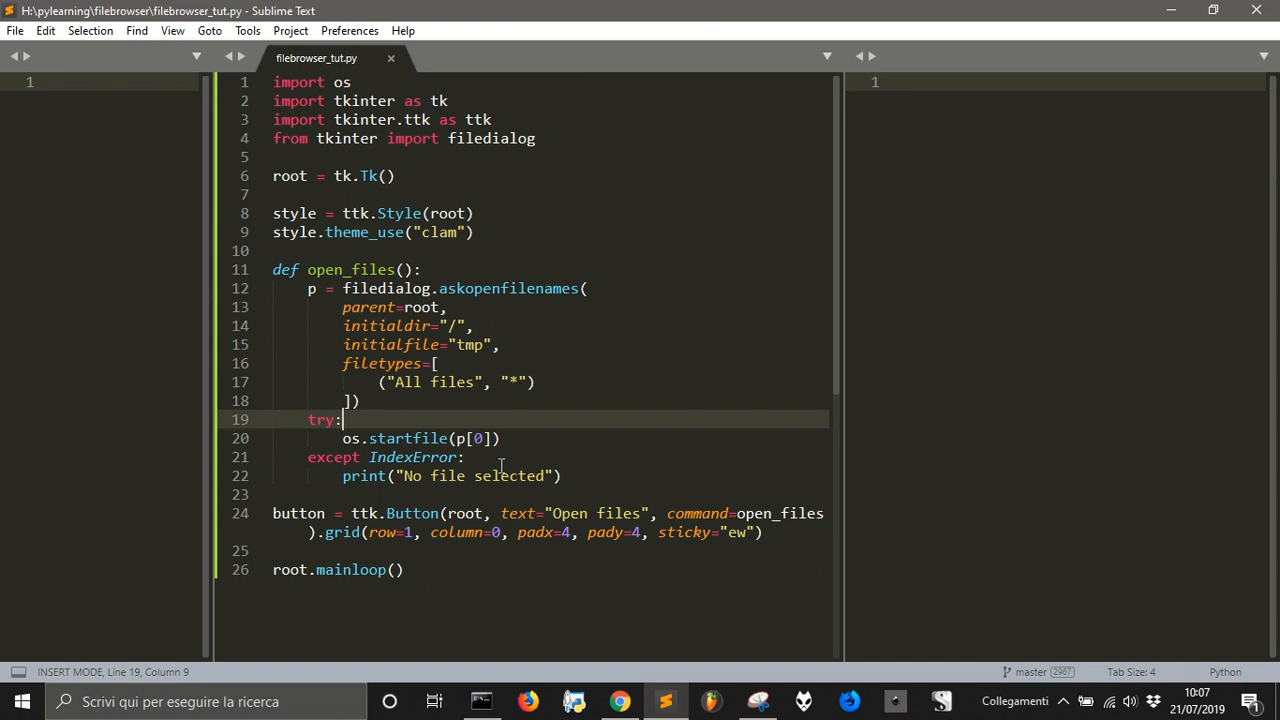 H:\pylearning\filebrowser\filebrowser_tut.py - Sublime Text
File Edit Selection Find View Goto Tools Project Preferences Help
filebrowser_tut.py
1
1 import os
2 import tkinter as tk
3 import tkinter.ttk as ttk
4 from tkinter import filedialog
5
6 root = tk.Tk()
7
8 style = ttk.Style(root)
9 style.theme_use("clam")
10
11 def open_files():
12     p = filedialog.askopenfilenames(
13         parent=root,
14         initialdir="/",
15         initialfile="tmp",
16         filetypes=[
17             ("All files", "*")
18         ])
19     try:
20         os.startfile(p[0])
21     except IndexError:
22         print("No file selected")
23
24 button = ttk.Button(root, text="Open files", command=open_files
).grid(row=1, column=0, padx=4, pady=4, sticky="ew")
25
26 root.mainloop()
1
INSERT MODE, Line 19, Column 9
master 2967
Tab Size: 4
Python
Scrivi qui per eseguire la ricerca
Collegamenti
10:07
21/07/2019
1